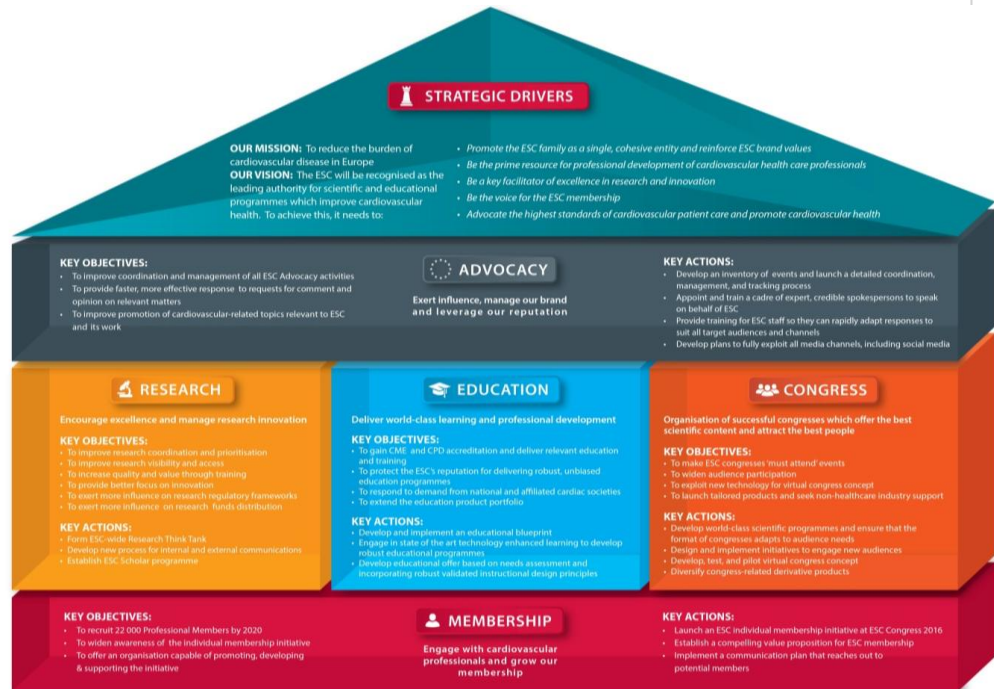 STRATEGIC DRIVERS
OUR MISSION: To reduce the burden of
cardiovascular disease in Europe
OUR VISION: The ESC will be recognised as the
leading authority for scientific and educational
programmes which improve cardiovascular
health. To achieve this, it needs to:
• Promote the ESC family as a single, cohesive entity and reinforce ESC brand values
• Be the prime resource for professional development of cardiovascular health care professionals
• Be a key facilitator of excellence in research and innovation
• Be the voice for the ESC membership
• Advocate the highest standards of cardiovascular patient care and promote cardiovascular health
KEY OBJECTIVES:
• To improve coordination and management of all ESC Advocacy activities
• To provide faster, more effective response to requests for comment and
opinion on relevant matters
• To improve promotion of cardiovascular-related topics relevant to ESC
and its work
ADVOCACY
Exert influence, manage our brand
and leverage our reputation
KEY ACTIONS:
• Develop an inventory of events and launch a detailed coordination,
management, and tracking process
• Appoint and train a cadre of expert, credible spokespersons to speak
on behalf of ESC
• Provide training for ESC staff so they can rapidly adapt responses to
suit all target audiences and channels
• Develop plans to fully exploit all media channels, including social media
RESEARCH
Encourage excellence and manage research innovation
KEY OBJECTIVES:
• To improve research coordination and prioritisation
• To improve research visibility and access
• To increase quality and value through training
• To provide better focus on innovation
• To exert more influence on research regulatory frameworks
• To exert more influence on research funds distribution
KEY ACTIONS:
• Form ESC-wide Research Think Tank
• Develop new process for internal and external communications
• Establish ESC Scholar programme
EDUCATION
Deliver world-class learning and professional development
KEY OBJECTIVES:
• To gain CME and CPD accreditation and deliver relevant education
and training
• To protect the ESC's reputation for delivering robust, unbiased
education programmes
• To respond to demand from national and affiliated cardiac societies
• To extend the education product portfolio
KEY ACTIONS:
• Develop and implement an educational blueprint
• Engage in state of the art technology enhanced learning to develop
robust educational programmes
• Develop educational offer based on needs assessment and
incorporating robust validated instructional design principles
CONGRESS
Organisation of successful congresses which offer the best
scientific content and attract the best people
KEY OBJECTIVES:
• To make ESC congresses 'must attend' events
• To widen audience participation
• To exploit new technology for virtual congress concept
• To launch tailored products and seek non-healthcare industry support
KEY ACTIONS:
• Develop world-class scientific programmes and ensure that the
format of congresses adapts to audience needs
• Design and implement initiatives to engage new audiences
• Develop, test, and pilot virtual congress concept
• Diversify congress-related derivative products
KEY OBJECTIVES:
• To recruit 22 000 Professional Members by 2020
• To widen awareness of the individual membership initiative
• To offer an organisation capable of promoting, developing
& supporting the initiative
MEMBERSHIP
Engage with cardiovascular
professionals and grow our
membership
KEY ACTIONS:
• Launch an ESC individual membership initiative at ESC Congress 2016
• Establish a compelling value proposition for ESC membership
• Implement a communication plan that reaches out to
potential members